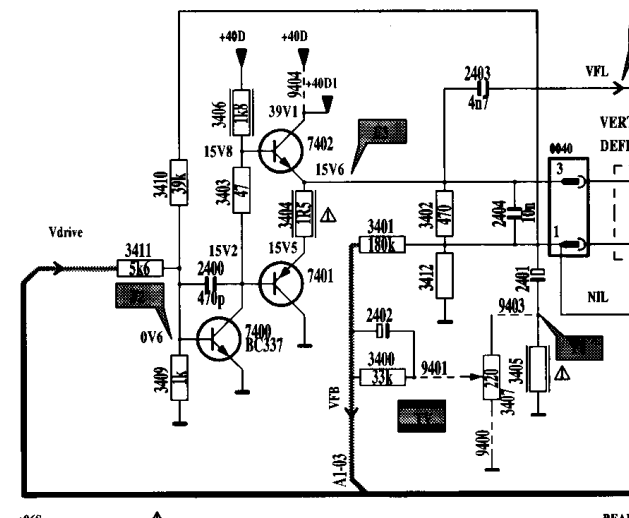 +40D
+40D
9404
+40D1
2403
VFL
4n7
3406
1k8
39V1
7402
VERT
DEFI
15V8
15V6
0040
3
3410
39k
3403
47
3404
1R5
3402
470
2404
10n
Vdrive
3401
180k
1
3411
5k6
15V2
2400
470p
15V5
7401
3412
2401
NIL
2402
9403
0V6
7400
BC337
3400
33k
9401
220
3407
3405
3409
1k
VFB
9400
A1-03